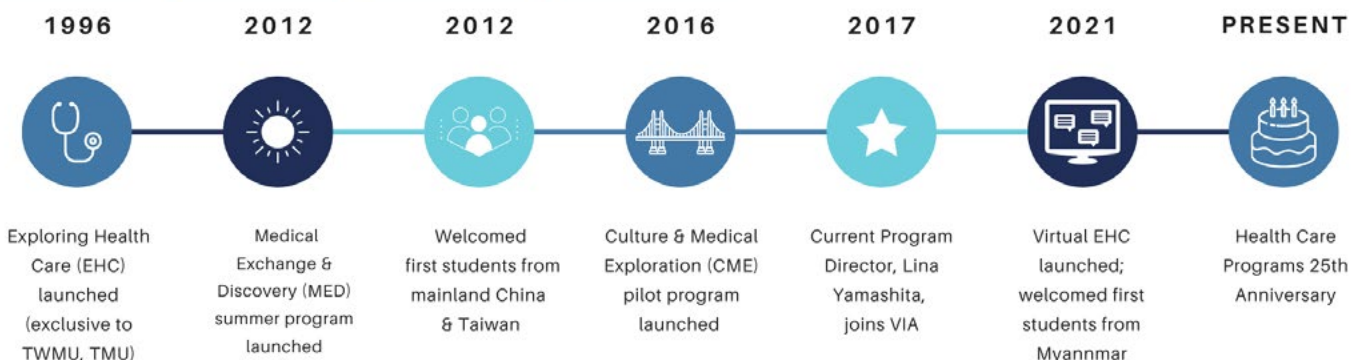 1996
Exploring Health
Care (EHC)
launched
(exclusive to
TWMU, TMU)
2012
Medical
Exchange &
Discovery (MED)
summer program
launched
2012
Welcomed
first students from
mainland China
& Taiwan
2016
Culture & Medical
Exploration (CME)
pilot program
launched
2017
Current Program
Director, Lina
Yamashita,
joins VIA
2021
Virtual EHC
launched;
welcomed first
students from
Myannmar
PRESENT
Health Care
Programs 25th
Anniversary